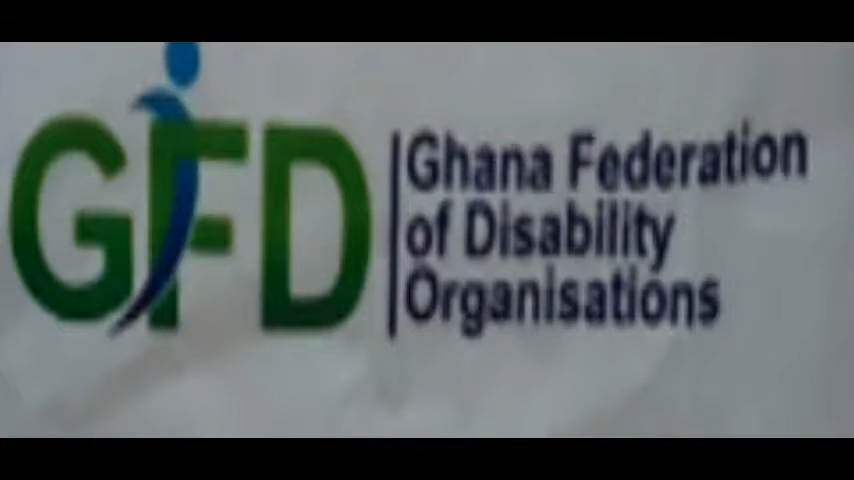 GFD
Ghana Federation
of Disability
Organisations